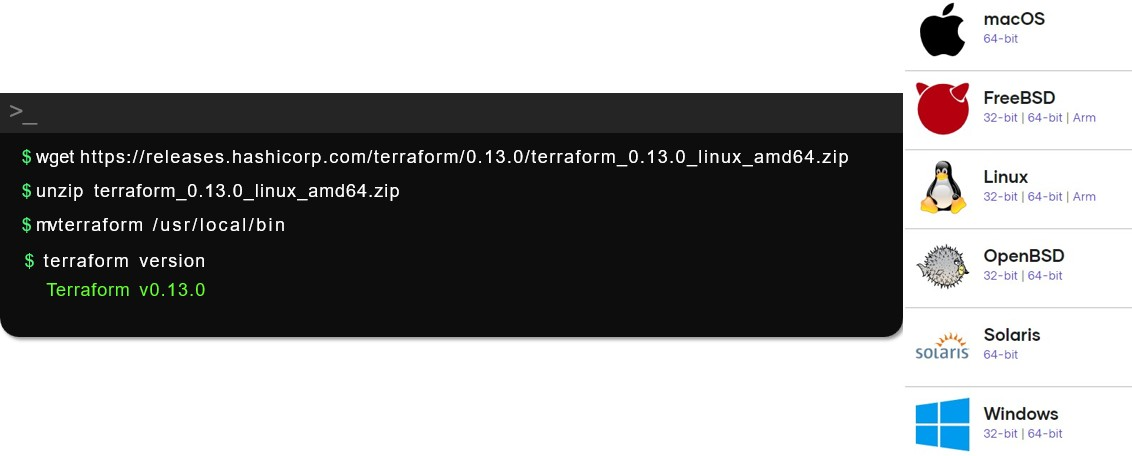 >_
$ wget https://releases.hashicorp.com/terraform/0.13.0/terraform_0.13.0_linux_amd64.zip
$ unzip terraform_0.13.0_linux_amd64.zip
$ mvterraform /usr/local/bin
$ terraform version
Terraform v0.13.0
macOS
64-bit
FreeBSD
32-bit | 64-bit | Arm
Linux
32-bit | 64-bit | Arm
OpenBSD
32-bit | 64-bit
solaris
Solaris
64-bit
Windows
32-bit | 64-bit